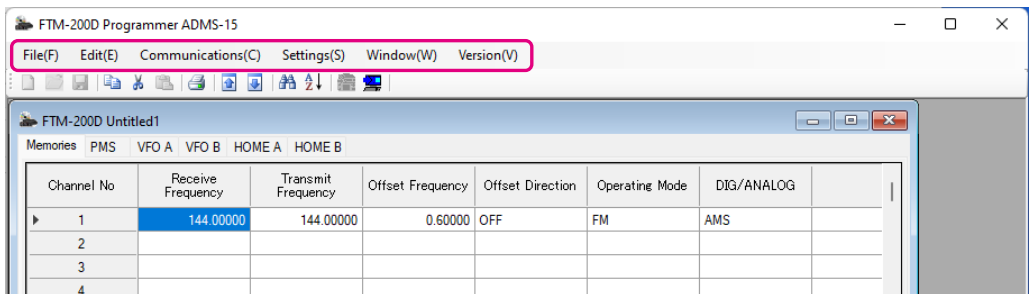 FTM-200D Programmer ADMS-15
File(F) Edit(E) Communications(C) Settings(S) Window(W) Version(V)
FTM-200D Untitled1
Memories PMS VFO A VFO B HOME A HOME B
Channel No Receive Frequency Transmit Frequency Offset Frequency Offset Direction Operating Mode DIG/ANALOG
1 144.00000 144.00000 0.60000 OFF FM AMS
2
3
4